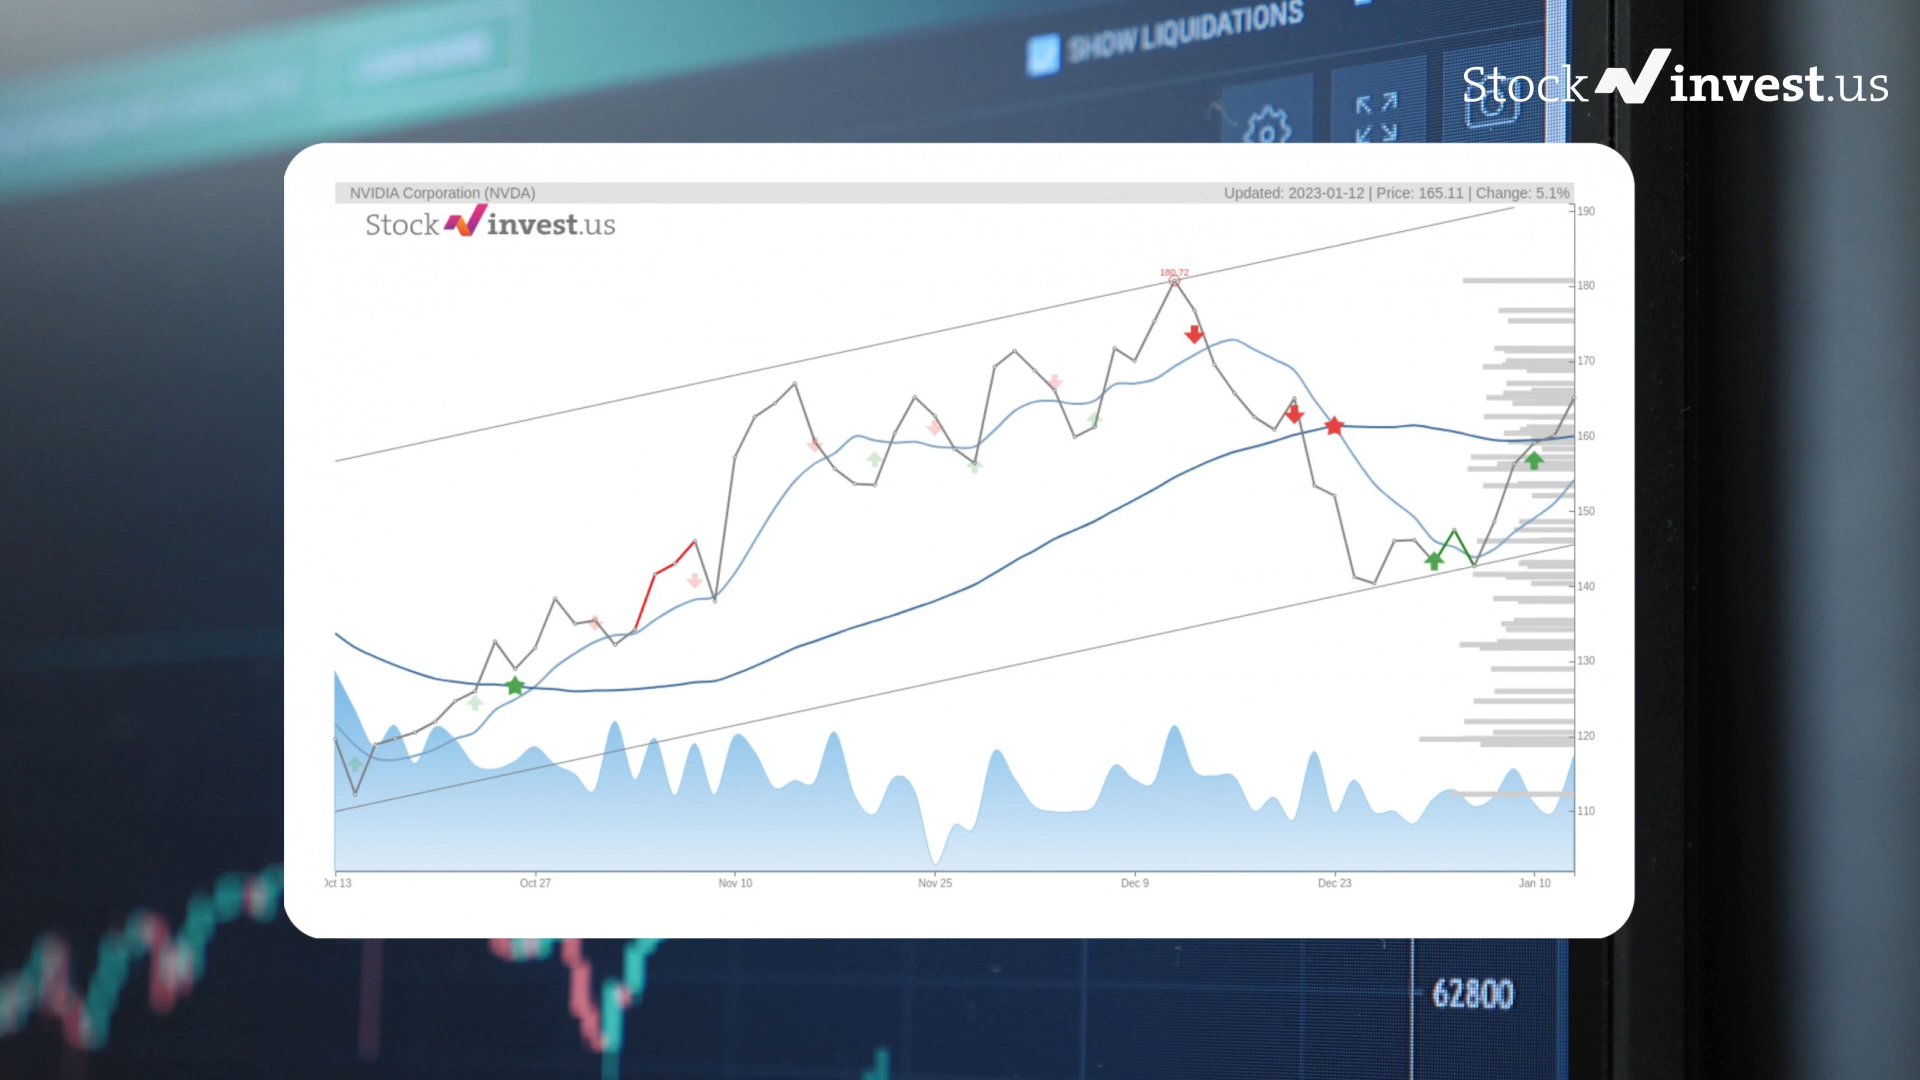 SHOW LIQUIDATIONS
Stock invest.us
NVIDIA Corporation (NVDA)
Updated: 2023-01-12 | Price: 165.11 | Change: 5.1%
Stock invest.us
190
180.72
180
170
160
150
140
130
120
110
Oct 13
Oct 27
Nov 10
Nov 25
Dec 9
Dec 23
Jan 10
62800